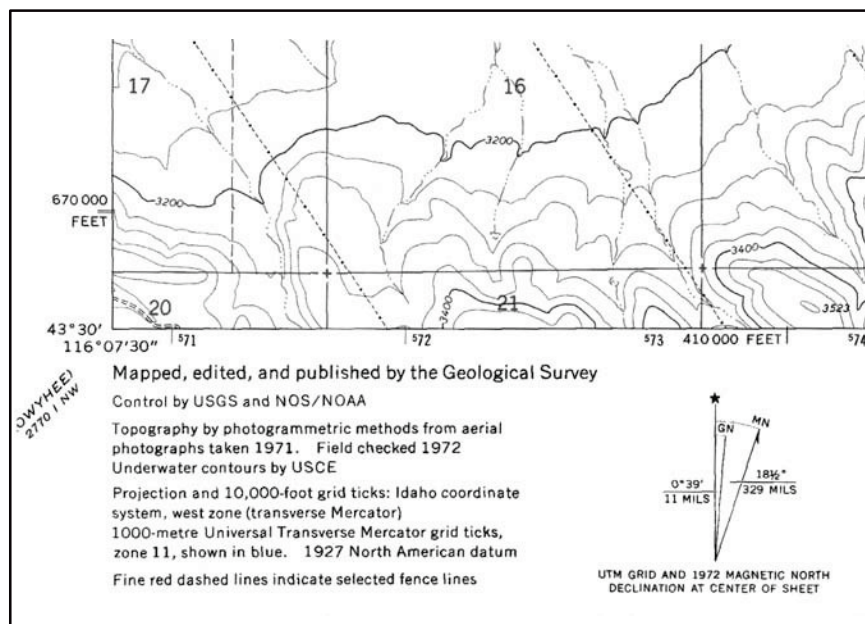 17
16
3200
670 000
FEET
3200
3400
3400
20
21
3523
43°30'
116°07'30"
571
572
573
410 000 FEET
574
OWYHEE)
2770 I NW
Mapped, edited, and published by the Geological Survey
Control by USGS and NOS/NOAA
Topography by photogrammetric methods from aerial
photographs taken 1971. Field checked 1972
Underwater contours by USCE
Projection and 10,000-foot grid ticks: Idaho coordinate
system, west zone (transverse Mercator)
1000-metre Universal Transverse Mercator grid ticks,
zone 11, shown in blue. 1927 North American datum
Fine red dashed lines indicate selected fence lines
★
GN
MN
0°39'
11 MILS
18½°
329 MILS
UTM GRID AND 1972 MAGNETIC NORTH
DECLINATION AT CENTER OF SHEET